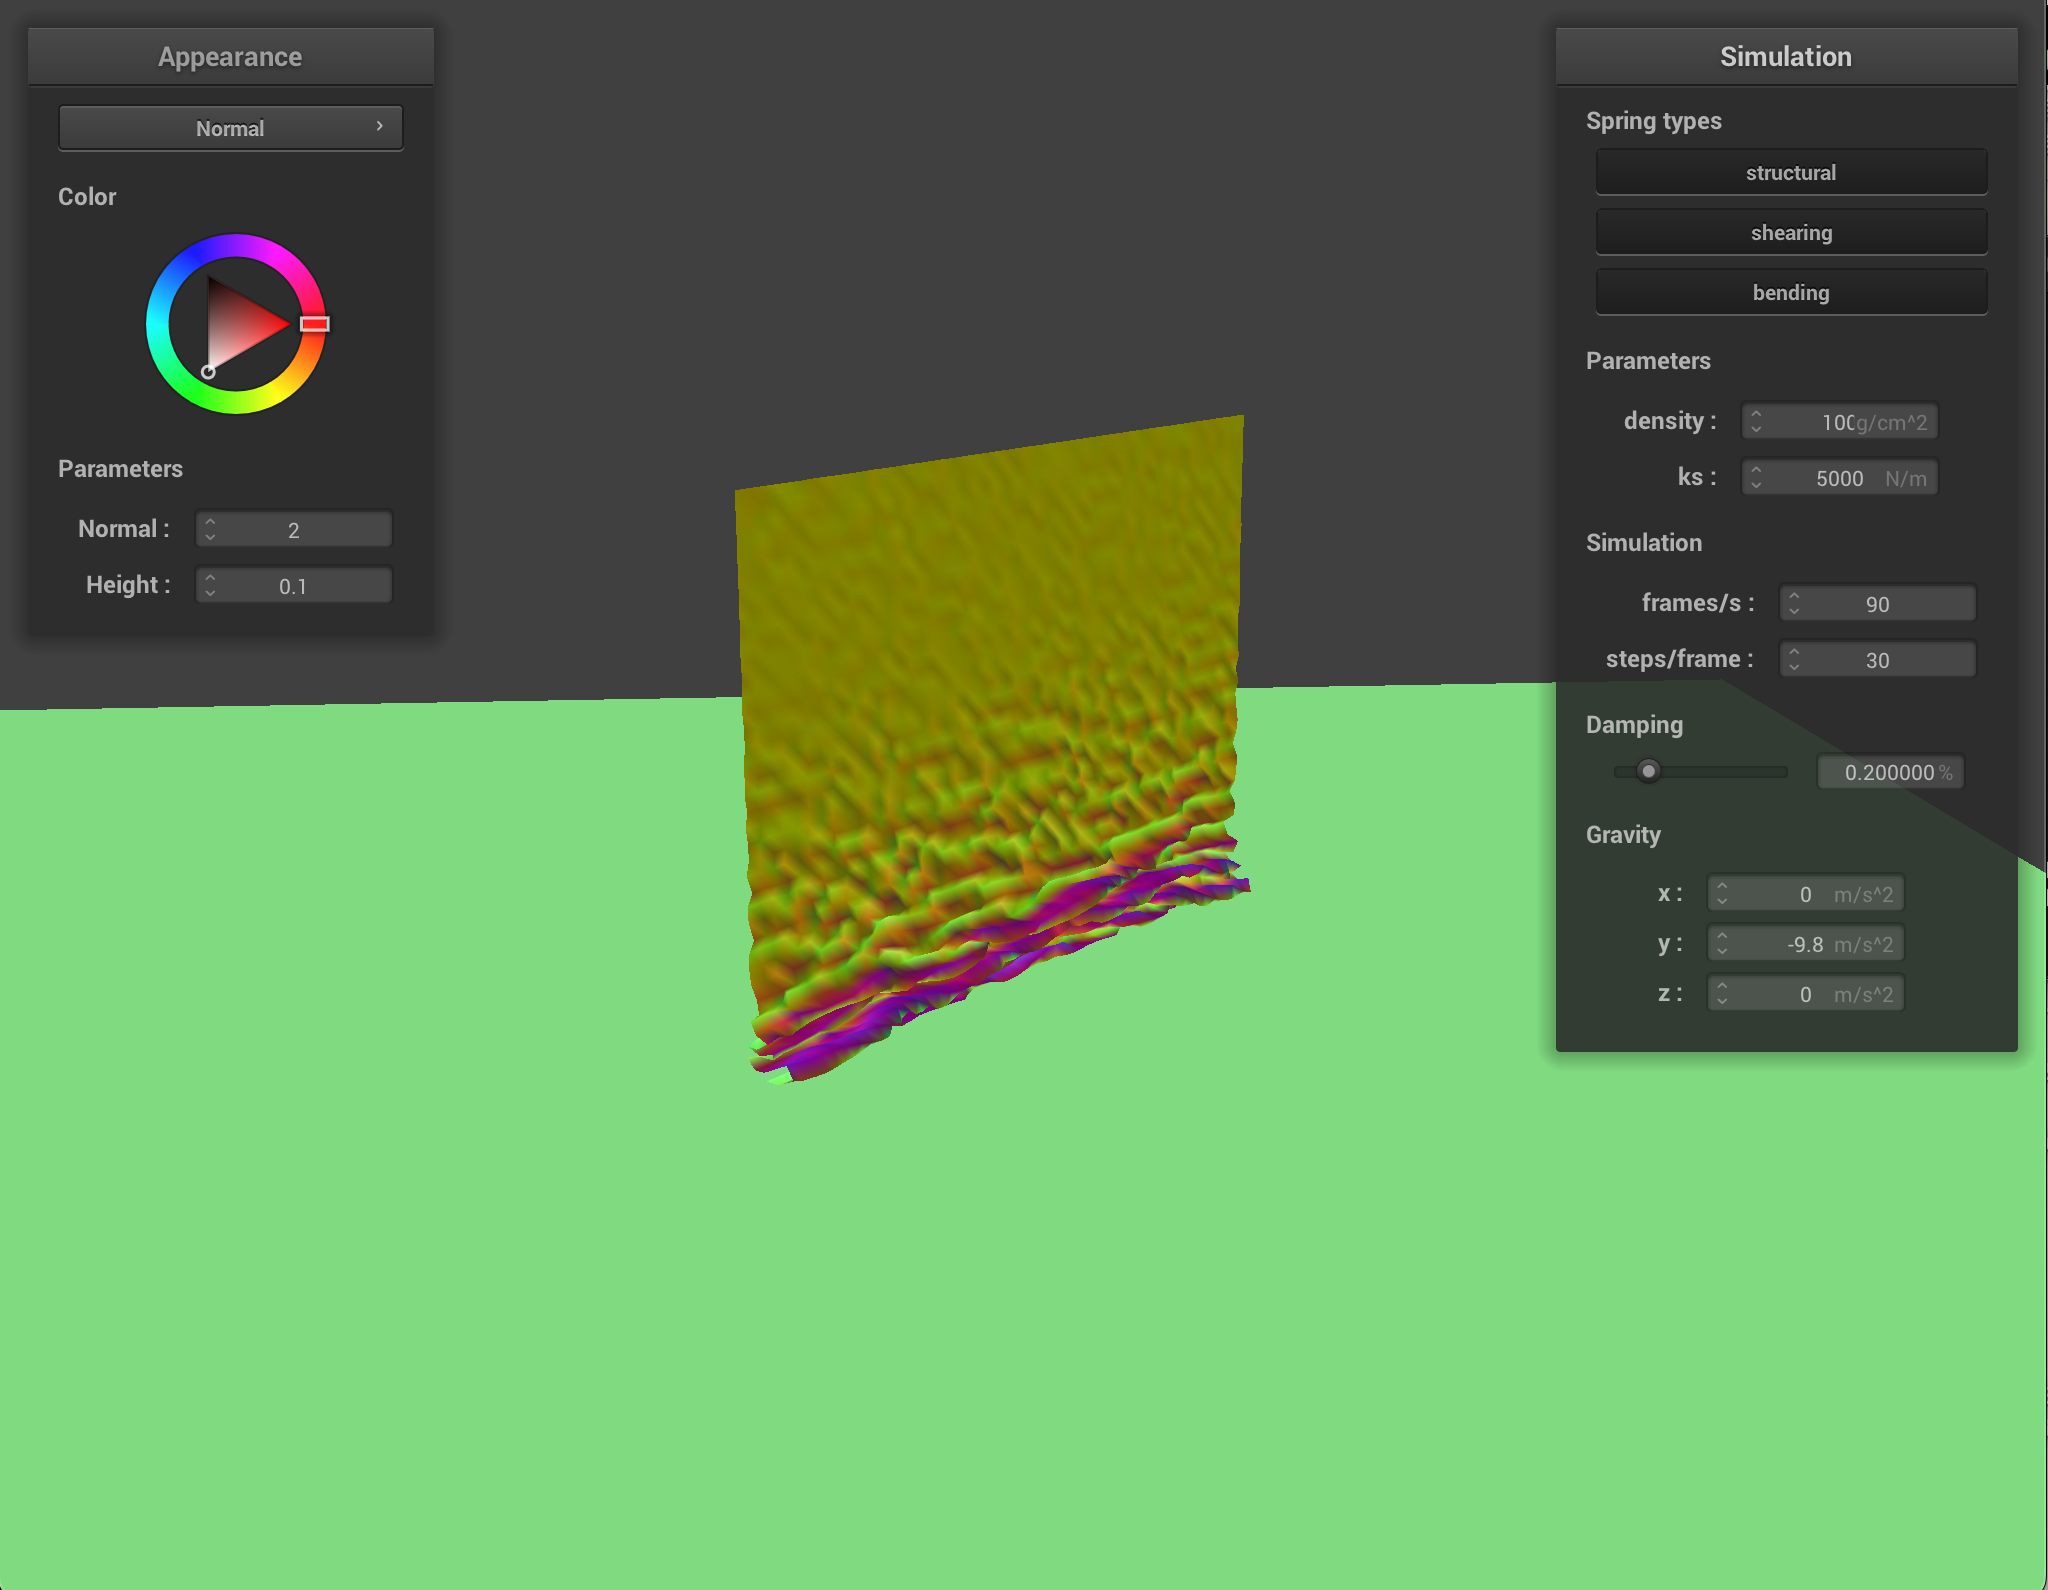 Appearance
Normal
Color
Parameters
Normal : 2
Height : 0.1
Simulation
Spring types
structural
shearing
bending
Parameters
density : 100 g/cm^2
ks : 5000 N/m
Simulation
frames/s : 90
steps/frame : 30
Damping
0.200000 %
Gravity
x : 0 m/s^2
y : -9.8 m/s^2
z : 0 m/s^2